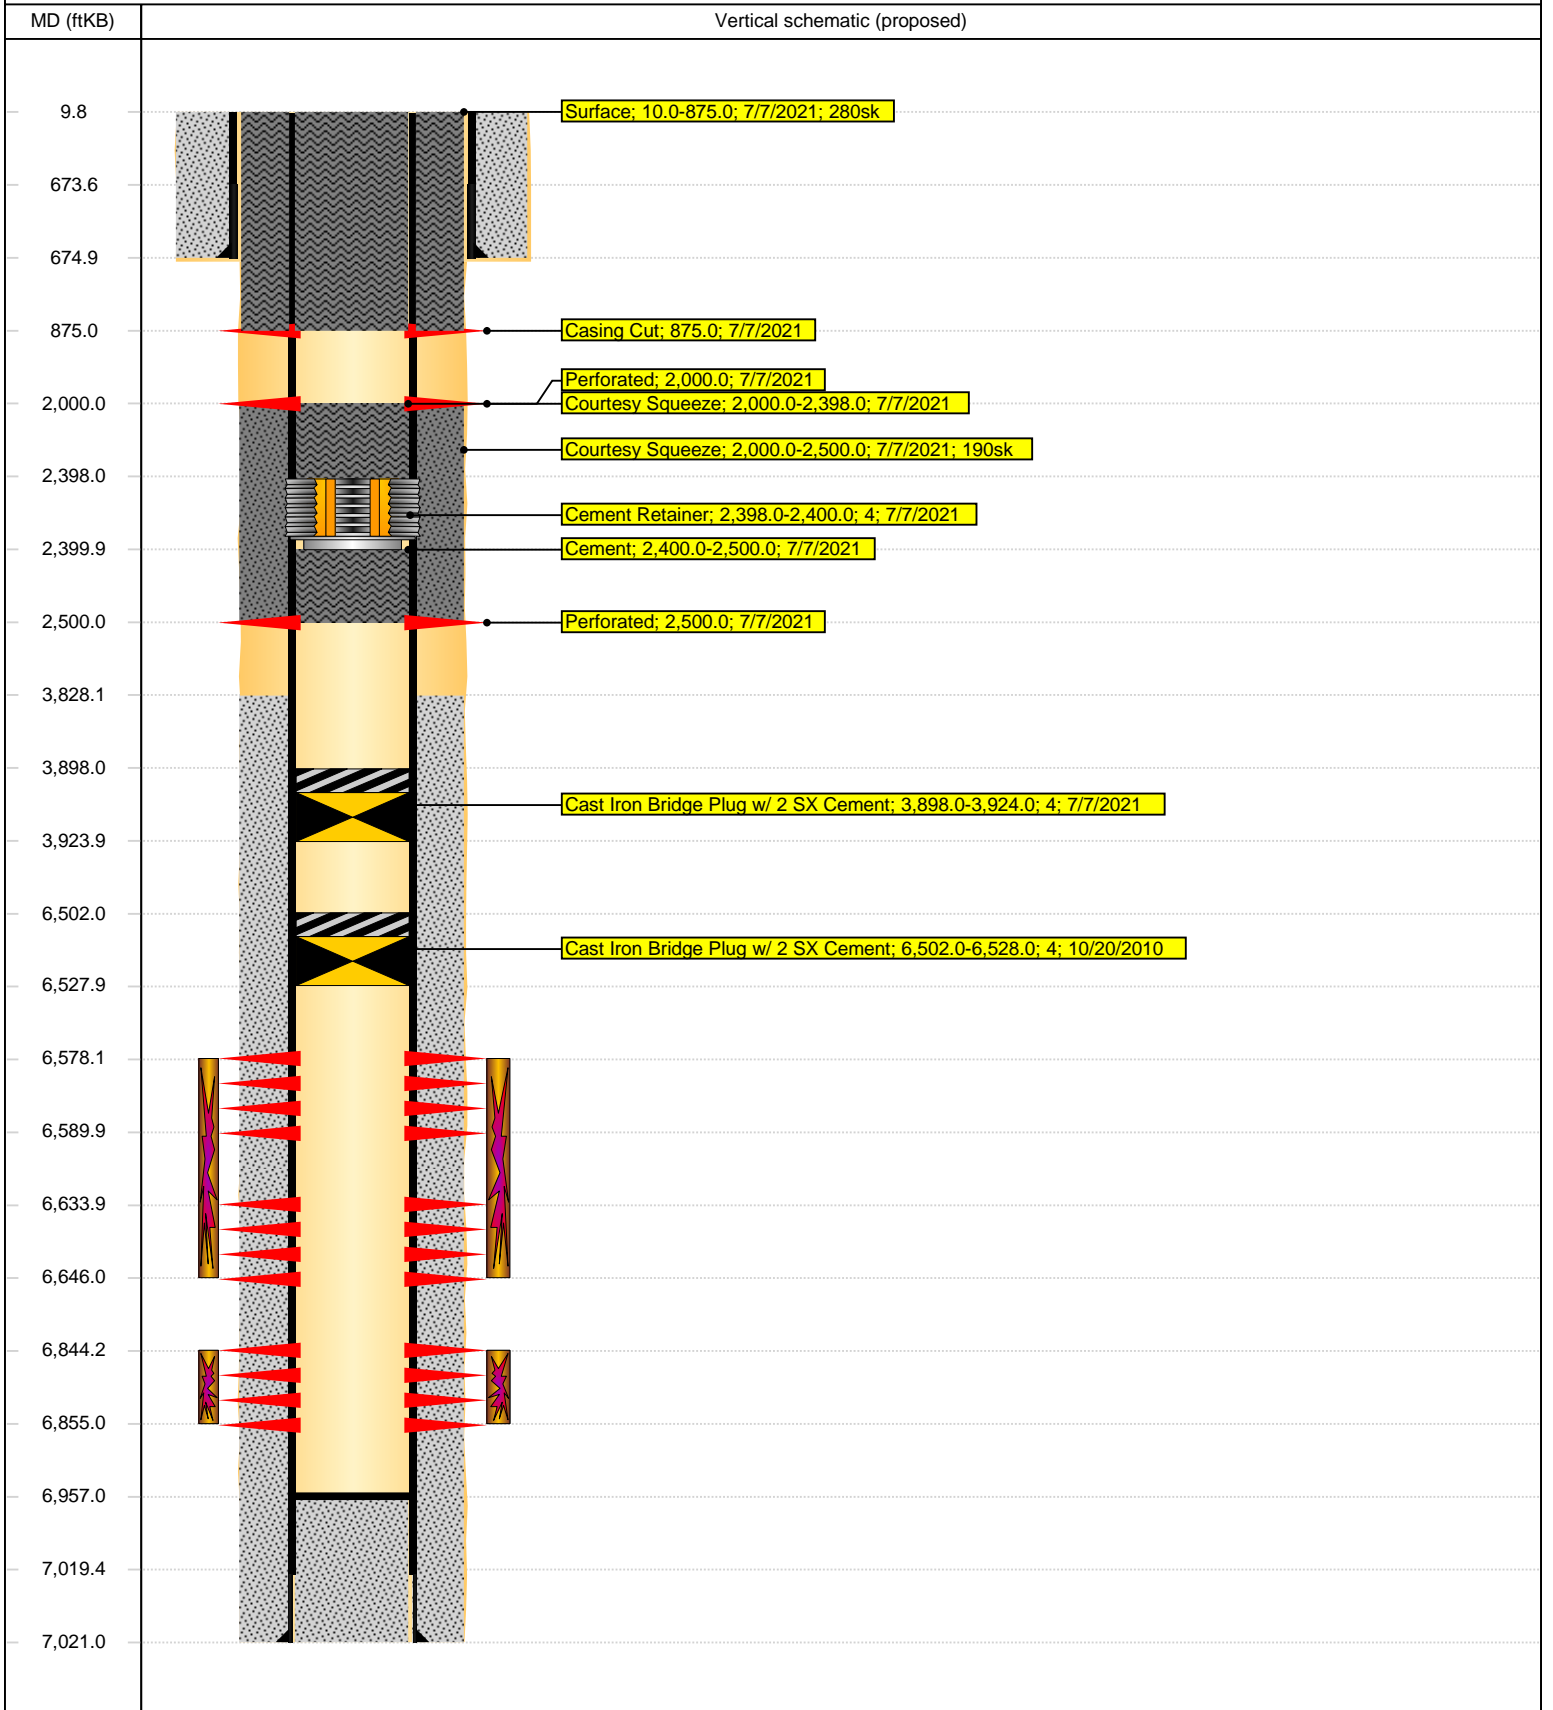 MD (ftKB)
Vertical schematic (proposed)
9.8
Surface; 10.0-875.0; 7/7/2021; 280sk
673.6
674.9
875.0
Casing Cut; 875.0; 7/7/2021
Perforated; 2,000.0; 7/7/2021
2,000.0
Courtesy Squeeze; 2,000.0-2,398.0; 7/7/2021
Courtesy Squeeze; 2,000.0-2,500.0; 7/7/2021; 190sk
2,398.0
Cement Retainer; 2,398.0-2,400.0; 4; 7/7/2021
2,399.9
Cement; 2,400.0-2,500.0; 7/7/2021
2,500.0
Perforated; 2,500.0; 7/7/2021
3,828.1
3,898.0
Cast Iron Bridge Plug w/ 2 SX Cement; 3,898.0-3,924.0; 4; 7/7/2021
3,923.9
6,502.0
Cast Iron Bridge Plug w/ 2 SX Cement; 6,502.0-6,528.0; 4; 10/20/2010
6,527.9
6,578.1
6,589.9
6,633.9
6,646.0
6,844.2
6,855.0
6,957.0
7,019.4
7,021.0